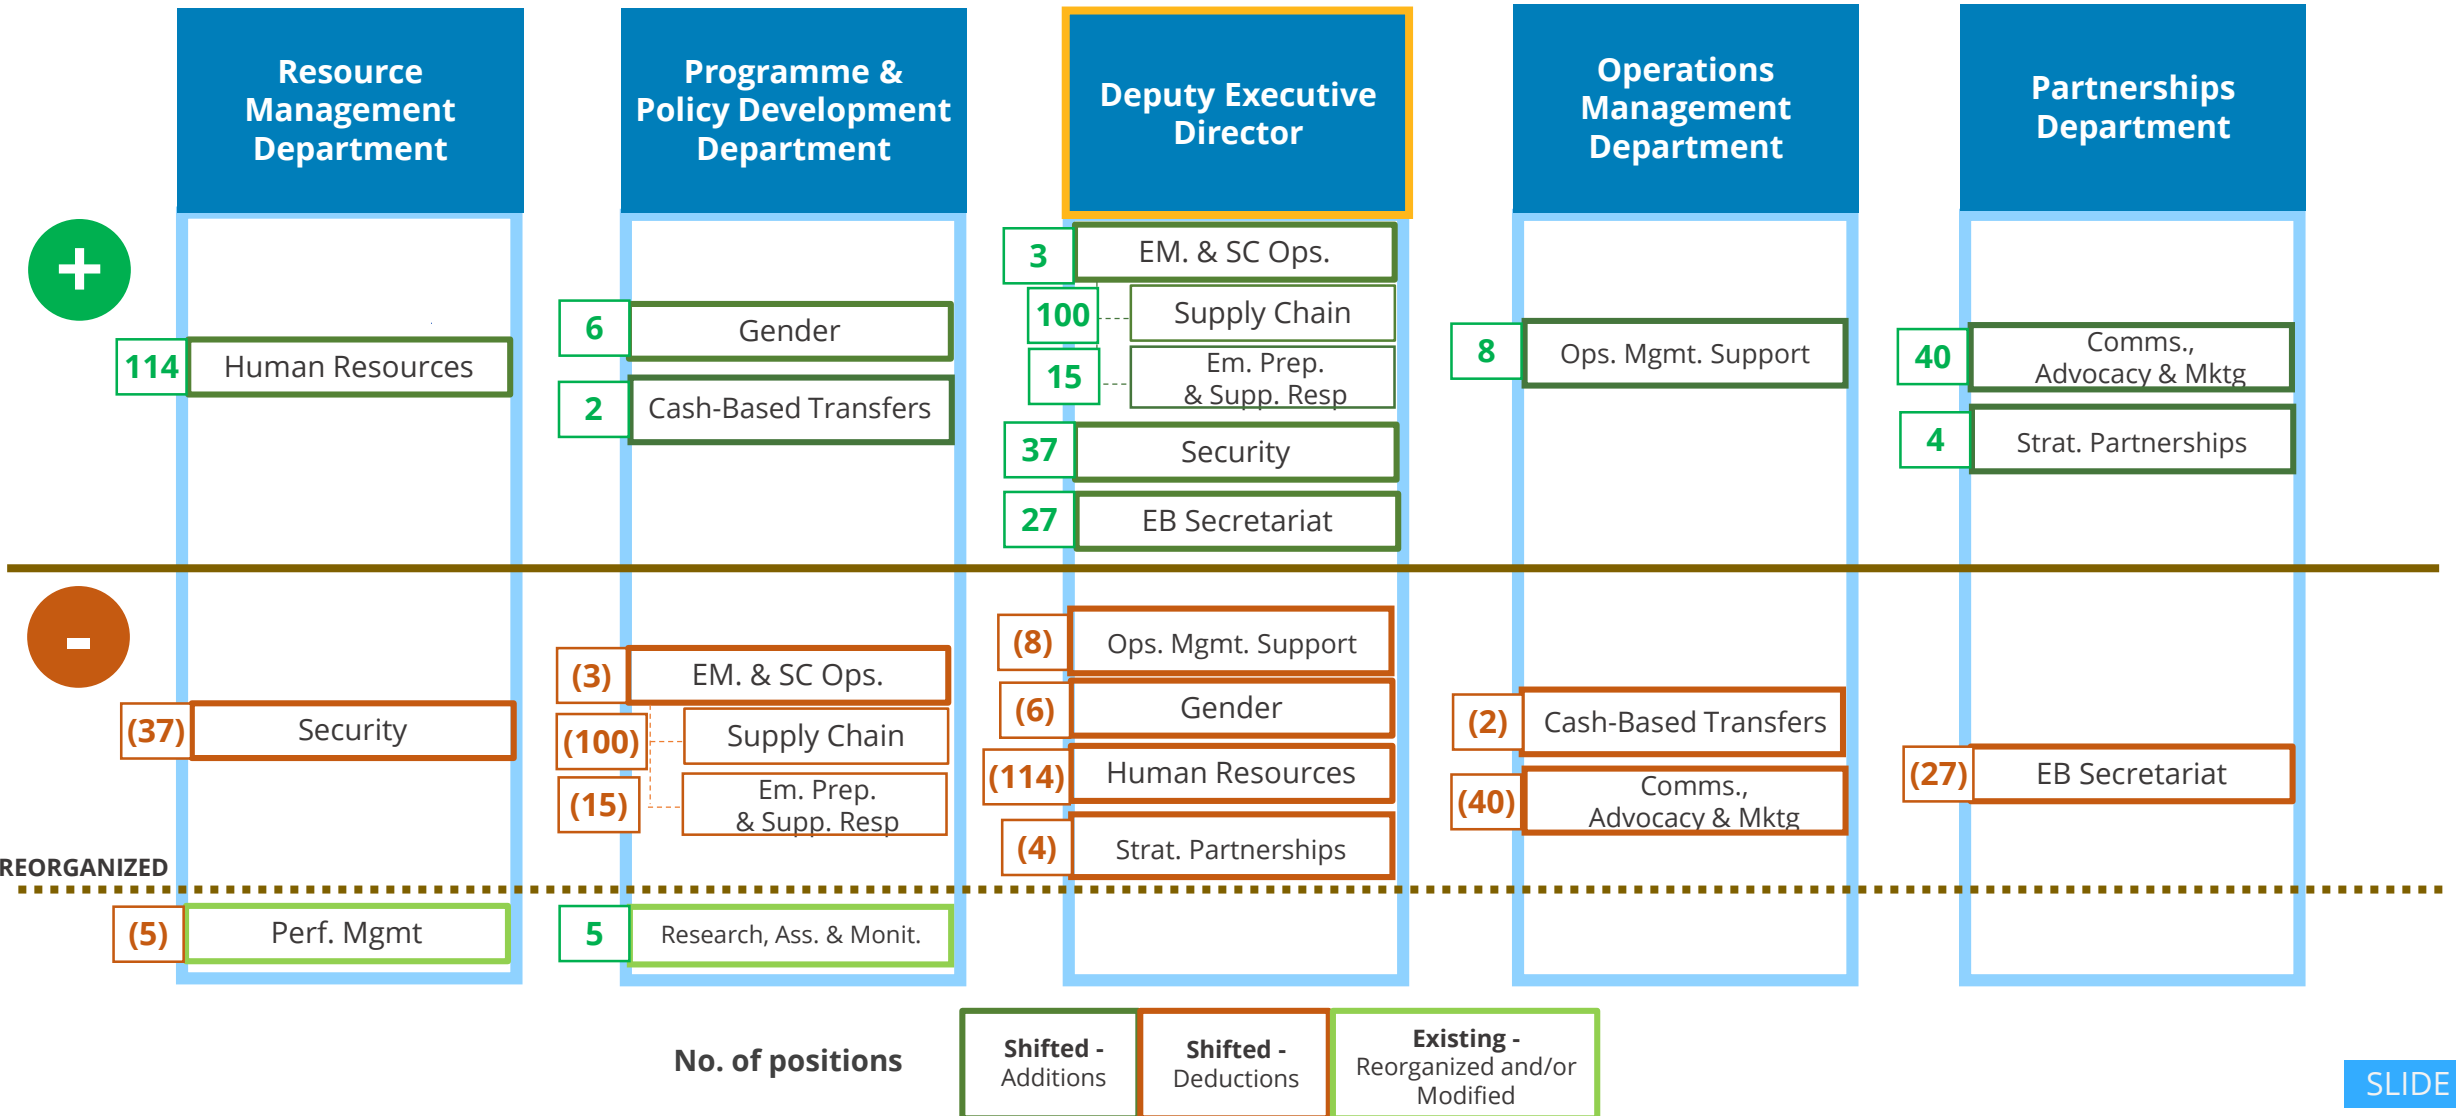 Resource
Management
Department
Programme &
Policy Development
Department
Deputy Executive
Director
Operations
Management
Department
Partnerships
Department
+
114
Human Resources
6
Gender
2
Cash-Based Transfers
3
EM. & SC Ops.
100
Supply Chain
15
Em. Prep.
& Supp. Resp
37
Security
27
EB Secretariat
8
Ops. Mgmt. Support
40
Comms.,
Advocacy & Mktg
4
Strat. Partnerships
-
(37)
Security
(3)
EM. & SC Ops.
(100)
Supply Chain
(15)
Em. Prep.
& Supp. Resp
(8)
Ops. Mgmt. Support
(6)
Gender
(114)
Human Resources
(4)
Strat. Partnerships
(2)
Cash-Based Transfers
(40)
Comms.,
Advocacy & Mktg
(27)
EB Secretariat
REORGANIZED
(5)
Perf. Mgmt
5
Research, Ass. & Monit.
No. of positions
Shifted -
Additions
Shifted -
Deductions
Existing -
Reorganized and/or
Modified
SLIDE